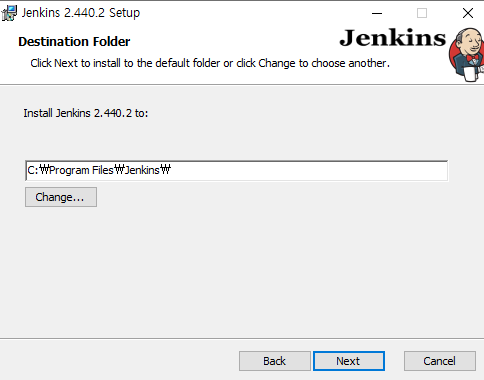 Jenkins 2.440.2 Setup
Destination Folder
Jenkins
Click Next to install to the default folder or click Change to choose another.
Install Jenkins 2.440.2 to:
C:₩Program Files₩Jenkins₩
Change...
Back
Next
Cancel